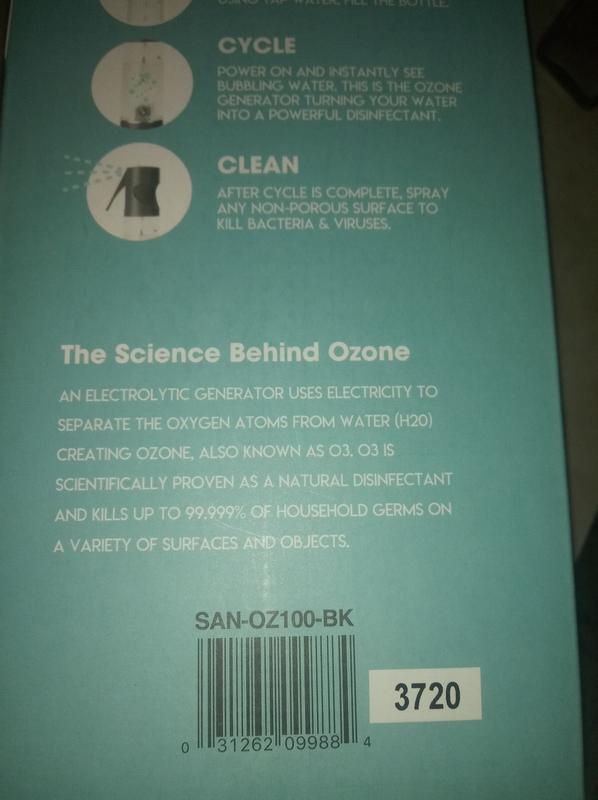 USING TAP WATER, FILL THE BOTTLE.
CYCLE
POWER ON AND INSTANTLY SEE
BUBBLING WATER. THIS IS THE OZONE
GENERATOR TURNING YOUR WATER
INTO A POWERFUL DISINFECTANT.
CLEAN
AFTER CYCLE IS COMPLETE, SPRAY
ANY NON-POROUS SURFACE TO
KILL BACTERIA & VIRUSES.
The Science Behind Ozone
AN ELECTROLYTIC GENERATOR USES ELECTRICITY TO
SEPARATE THE OXYGEN ATOMS FROM WATER (H20)
CREATING OZONE, ALSO KNOWN AS O3. O3 IS
SCIENTIFICALLY PROVEN AS A NATURAL DISINFECTANT
AND KILLS UP TO 99.999% OF HOUSEHOLD GERMS ON
A VARIETY OF SURFACES AND OBJECTS.
SAN-OZ100-BK
3720
0 31262 09988 4